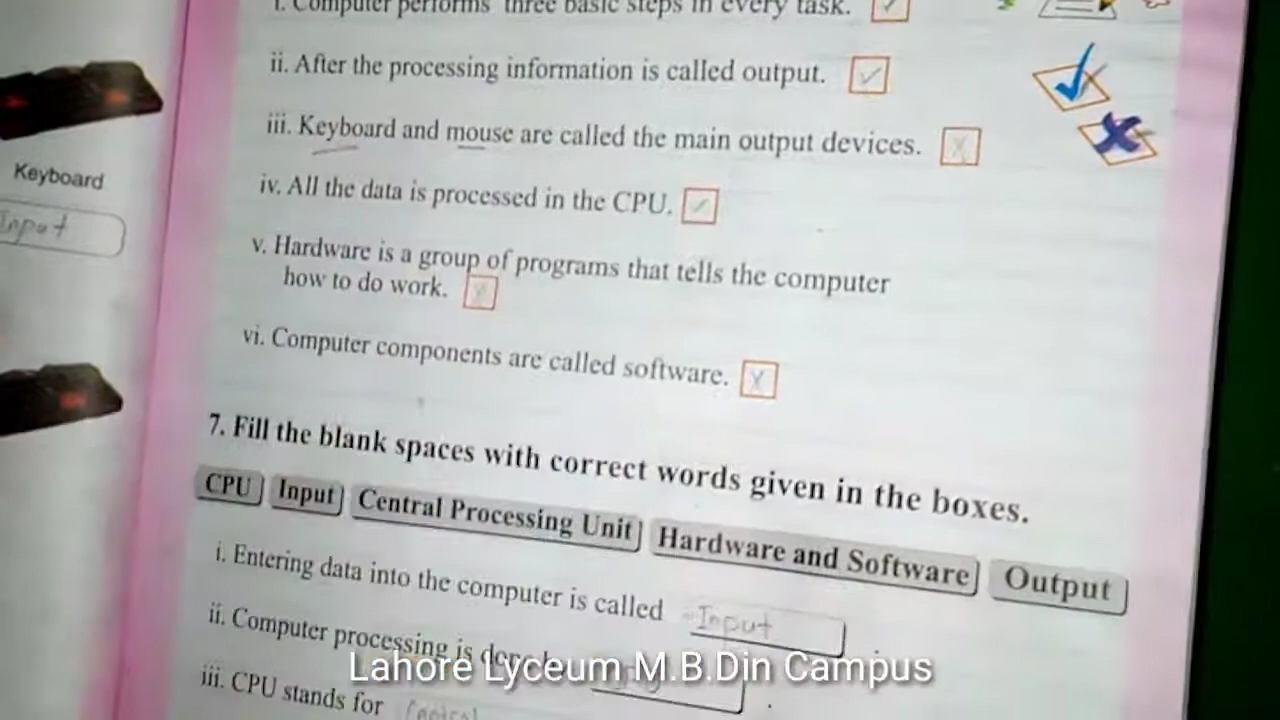 i. Computer performs three basic steps in every task.
ii. After the processing information is called output.
iii. Keyboard and mouse are called the main output devices.
Keyboard
Input
iv. All the data is processed in the CPU.
v. Hardware is a group of programs that tells the computer
how to do work.
vi. Computer components are called software.
7. Fill the blank spaces with correct words given in the boxes.
CPU Input Central Processing Unit Hardware and Software Output
i. Entering data into the computer is called Input
ii. Computer processing is done
Lahore Lyceum M.B.Din Campus
iii. CPU stands for Central